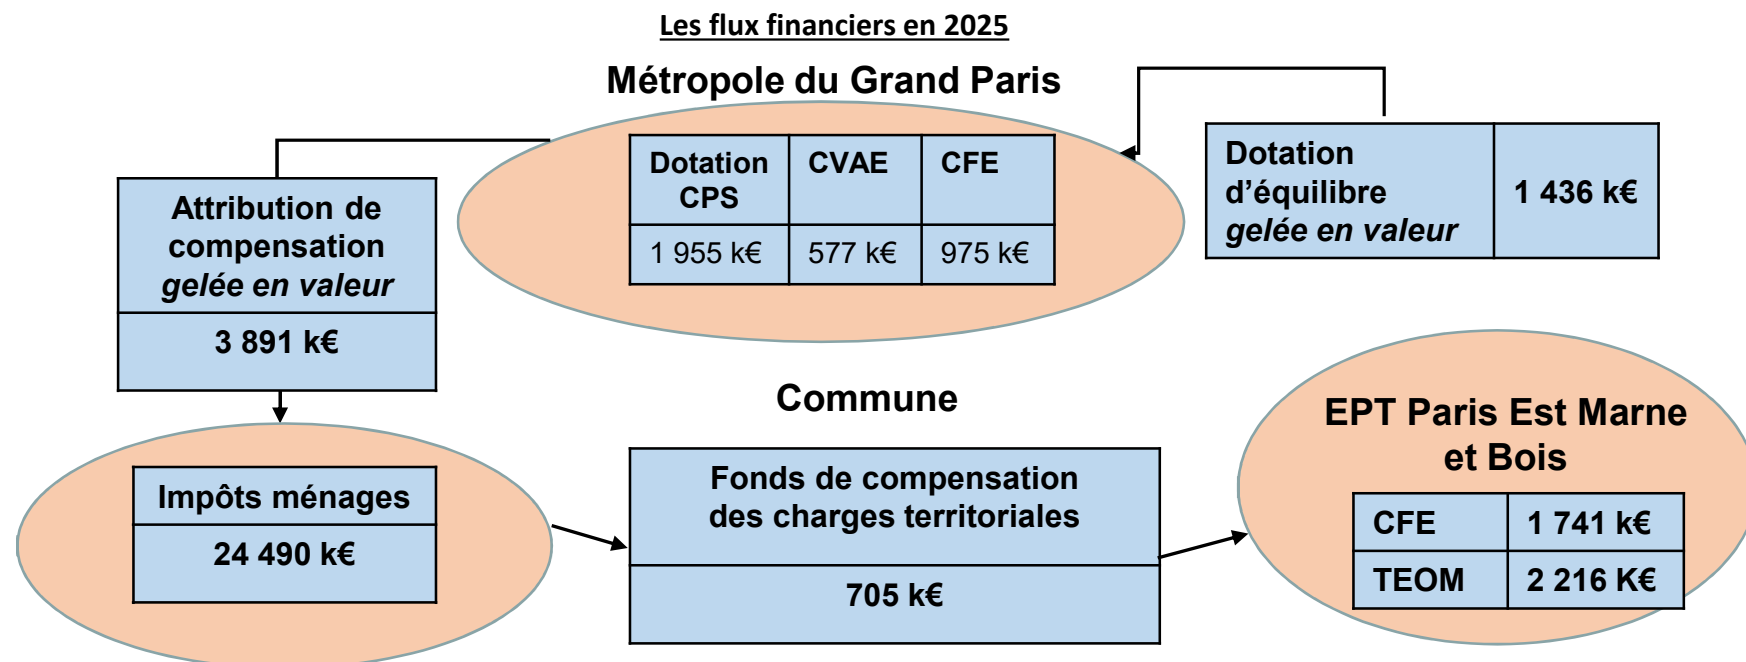 Les flux financiers en 2025
Métropole du Grand Paris
Dotation CPS
CVAE
CFE
1 955 k€
577 k€
975 k€
Dotation
d’équilibre
gelée en valeur
1 436 k€
Attribution de
compensation
gelée en valeur
3 891 k€
Commune
Impôts ménages
24 490 k€
Fonds de compensation
des charges territoriales
705 k€
EPT Paris Est Marne
et Bois
CFE
1 741 k€
TEOM
2 216 K€